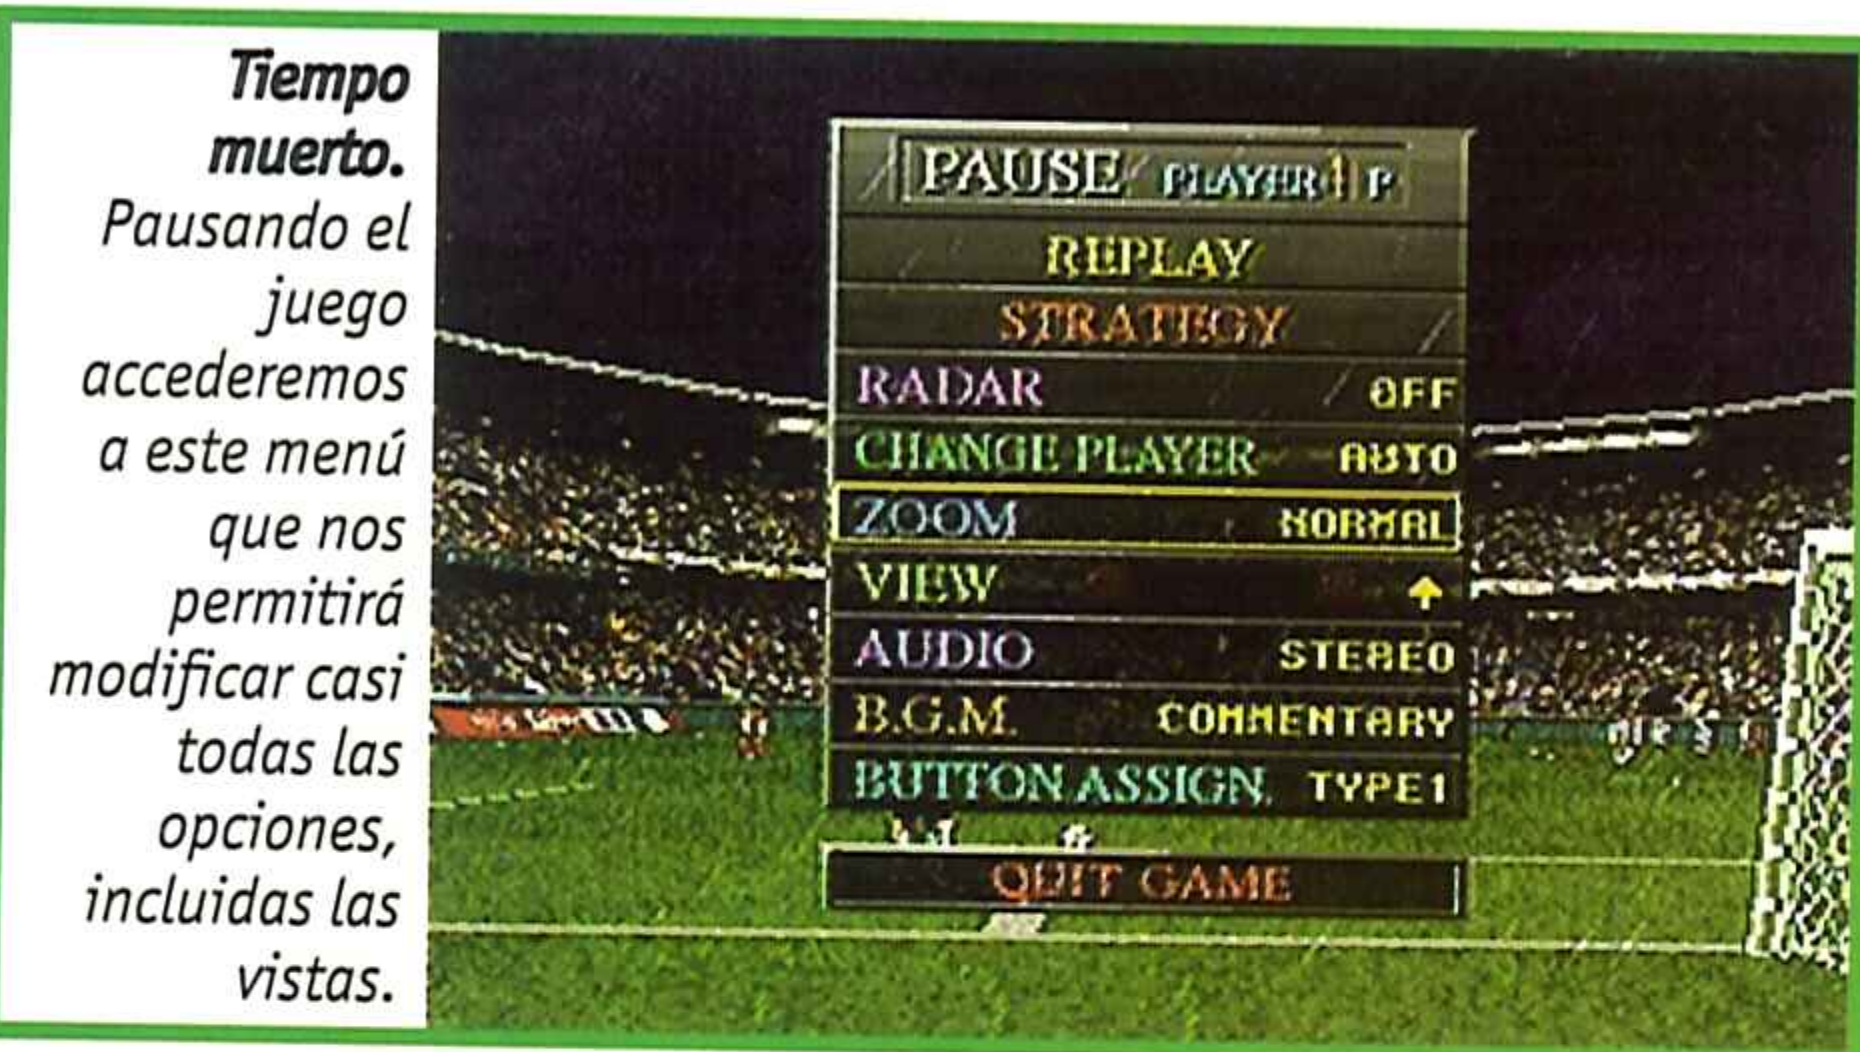 Tiempo
muerto.
Pausando el
juego
accederemos
a este menú
que nos
permitirá
modificar casi
todas las
opciones,
incluidas las
vistas.
PAUSE PLAYER 1 P
REPLAY
STRATEGY
RADAR OFF
CHANGE PLAYER AUTO
ZOOM NORMAL
VIEW
AUDIO STEREO
B.G.M. COMMENTARY
BUTTON ASSIGN. TYPE1
QUIT GAME